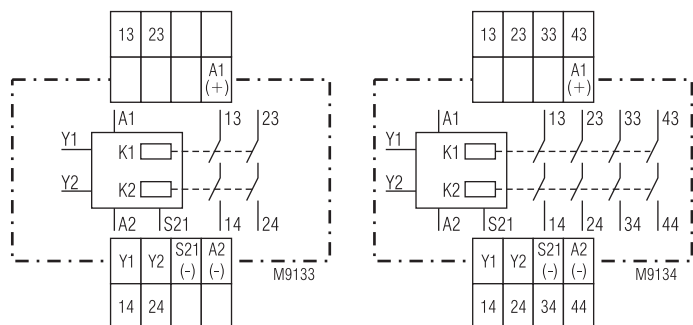 13 23
A1
(+)
A1 13 23
Y1
K1
Y2
K2
A2 S21 14 24
Y1 Y2 S21 (-) A2 (-)
M9133
14 24
13 23 33 43
A1
(+)
A1 13 23 33 43
Y1
K1
Y2
K2
A2 S21 14 24 34 44
Y1 Y2 S21 (-) A2 (-)
M9134
14 24 34 44